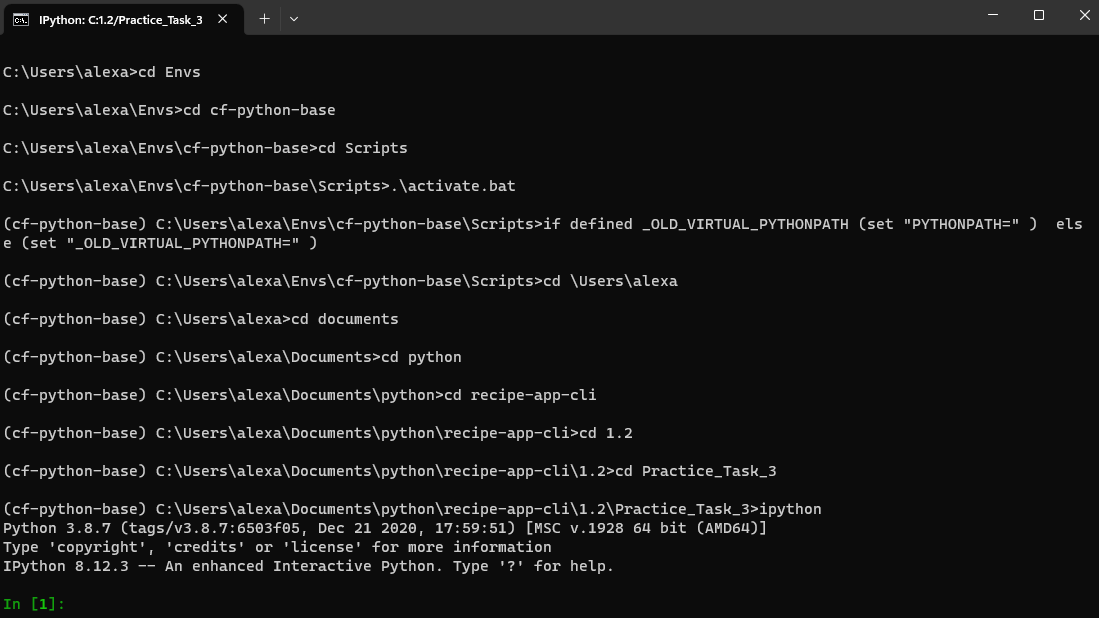 IPython: C:1.2/Practice_Task_3
C:\Users\alexa>cd Envs
C:\Users\alexa\Envs>cd cf-python-base
C:\Users\alexa\Envs\cf-python-base>cd Scripts
C:\Users\alexa\Envs\cf-python-base\Scripts>.\activate.bat
(cf-python-base) C:\Users\alexa\Envs\cf-python-base\Scripts>if defined _OLD_VIRTUAL_PYTHONPATH (set "PYTHONPATH=" )  els
e (set "_OLD_VIRTUAL_PYTHONPATH=" )
(cf-python-base) C:\Users\alexa\Envs\cf-python-base\Scripts>cd \Users\alexa
(cf-python-base) C:\Users\alexa>cd documents
(cf-python-base) C:\Users\alexa\Documents>cd python
(cf-python-base) C:\Users\alexa\Documents\python>cd recipe-app-cli
(cf-python-base) C:\Users\alexa\Documents\python\recipe-app-cli>cd 1.2
(cf-python-base) C:\Users\alexa\Documents\python\recipe-app-cli\1.2>cd Practice_Task_3
(cf-python-base) C:\Users\alexa\Documents\python\recipe-app-cli\1.2\Practice_Task_3>ipython
Python 3.8.7 (tags/v3.8.7:6503f05, Dec 21 2020, 17:59:51) [MSC v.1928 64 bit (AMD64)]
Type 'copyright', 'credits' or 'license' for more information
IPython 8.12.3 -- An enhanced Interactive Python. Type '?' for help.
In [1]: